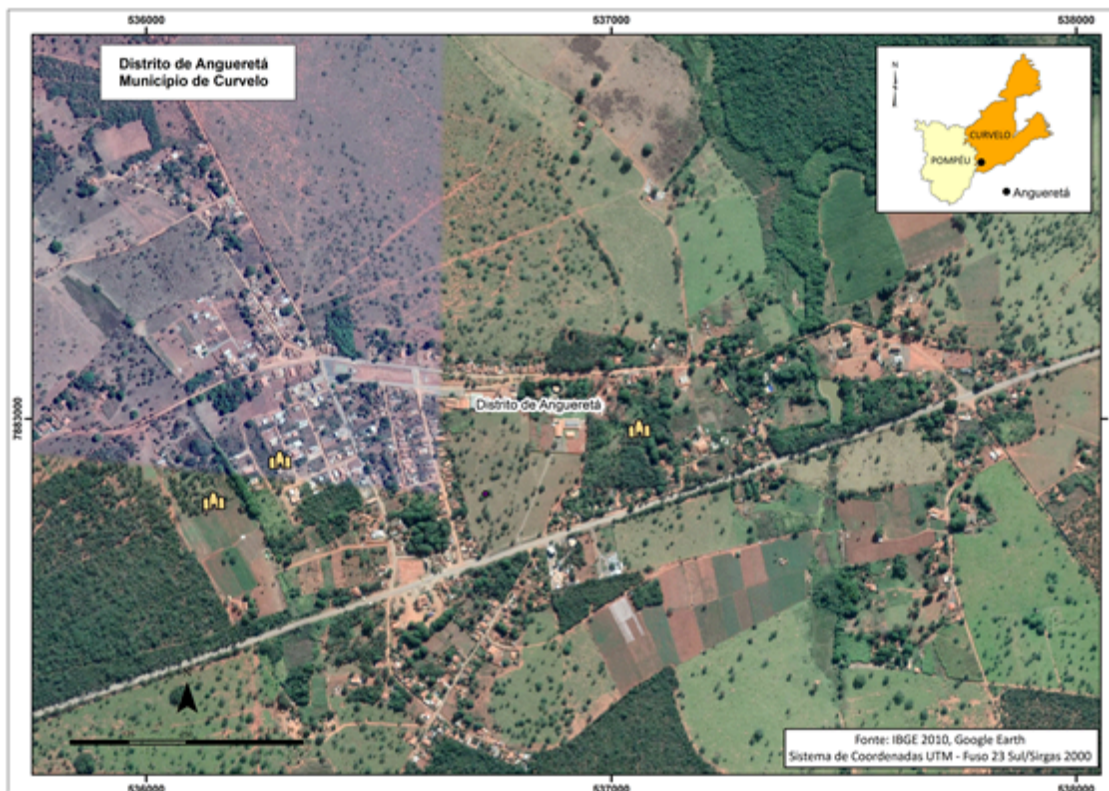 536000
537000
538000
Distrito de Angueretá
Município de Curvelo
N
CURVELO
POMPÉU
Angueretá
7883000
Distrito de Angueretá
Fonte: IBGE 2010, Google Earth
Sistema de Coordenadas UTM - Fuso 23 Sul/Sirgas 2000
536000
537000
538000